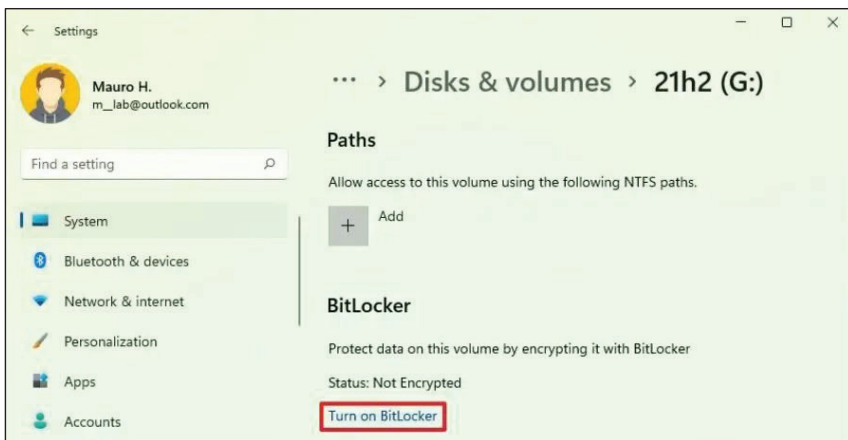 Settings
Mauro H.
m__lab@outlook.com
Find a setting
System
Bluetooth & devices
Network & internet
Personalization
Apps
Accounts
··· > Disks & volumes > 21h2 (G:)
Paths
Allow access to this volume using the following NTFS paths.
Add
BitLocker
Protect data on this volume by encrypting it with BitLocker
Status: Not Encrypted
Turn on BitLocker